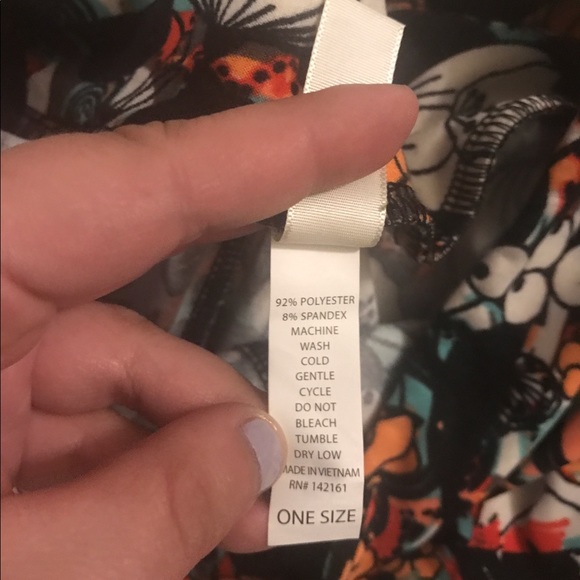 92% POLYESTER
8% SPANDEX
MACHINE
WASH
COLD
GENTLE
CYCLE
DO NOT
BLEACH
TUMBLE
DRY LOW
MADE IN VIETNAM
RN# 142161
ONE SIZE